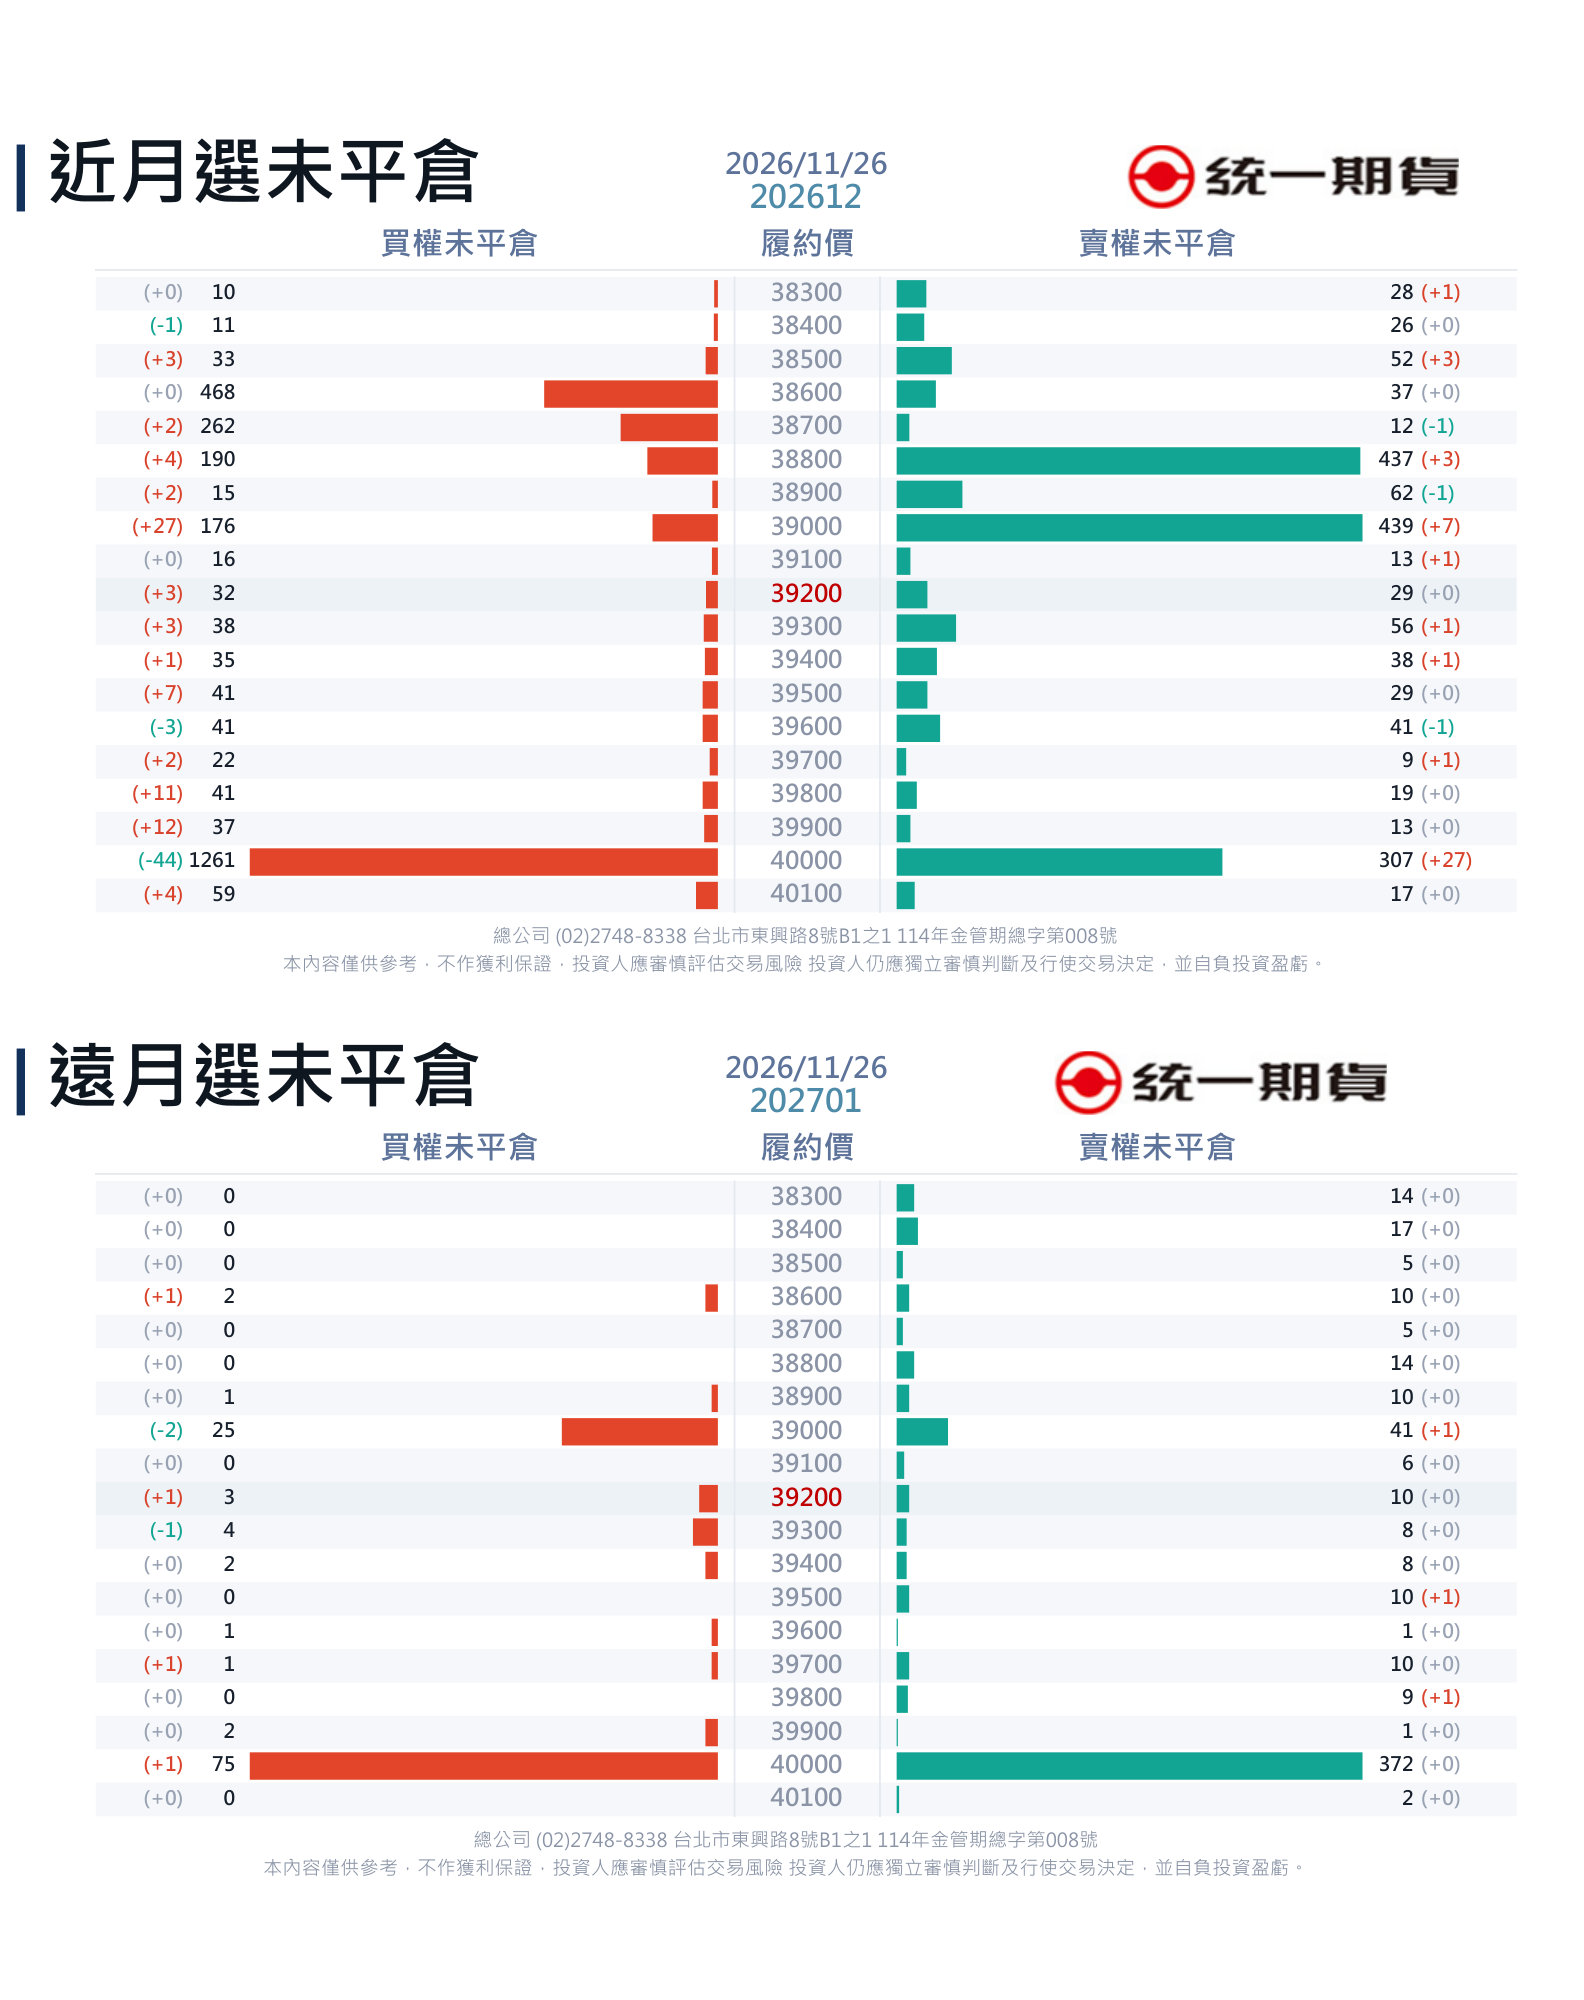 近月選未平倉
2026/11/26
202612
統一期貨
買權未平倉 履約價 賣權未平倉
(+0) 10 38300 28 (+1)
(-1) 11 38400 26 (+0)
(+3) 33 38500 52 (+3)
(+0) 468 38600 37 (+0)
(+2) 262 38700 12 (-1)
(+4) 190 38800 437 (+3)
(+2) 15 38900 62 (-1)
(+27) 176 39000 439 (+7)
(+0) 16 39100 13 (+1)
(+3) 32 39200 29 (+0)
(+3) 38 39300 56 (+1)
(+1) 35 39400 38 (+1)
(+7) 41 39500 29 (+0)
(-3) 41 39600 41 (-1)
(+2) 22 39700 9 (+1)
(+11) 41 39800 19 (+0)
(+12) 37 39900 13 (+0)
(-44) 1261 40000 307 (+27)
(+4) 59 40100 17 (+0)
總公司 (02)2748-8338 台北市東興路8號B1之1 114年金管期總字第008號
本內容僅供參考，不作獲利保證，投資人應審慎評估交易風險 投資人仍應獨立審慎判斷及行使交易決定，並自負投資盈虧。
遠月選未平倉
2026/11/26
202701
統一期貨
買權未平倉 履約價 賣權未平倉
(+0) 0 38300 14 (+0)
(+0) 0 38400 17 (+0)
(+0) 0 38500 5 (+0)
(+1) 2 38600 10 (+0)
(+0) 0 38700 5 (+0)
(+0) 0 38800 14 (+0)
(+0) 1 38900 10 (+0)
(-2) 25 39000 41 (+1)
(+0) 0 39100 6 (+0)
(+1) 3 39200 10 (+0)
(-1) 4 39300 8 (+0)
(+0) 2 39400 8 (+0)
(+0) 0 39500 10 (+1)
(+0) 1 39600 1 (+0)
(+1) 1 39700 10 (+0)
(+0) 0 39800 9 (+1)
(+0) 2 39900 1 (+0)
(+1) 75 40000 372 (+0)
(+0) 0 40100 2 (+0)
總公司 (02)2748-8338 台北市東興路8號B1之1 114年金管期總字第008號
本內容僅供參考，不作獲利保證，投資人應審慎評估交易風險 投資人仍應獨立審慎判斷及行使交易決定，並自負投資盈虧。